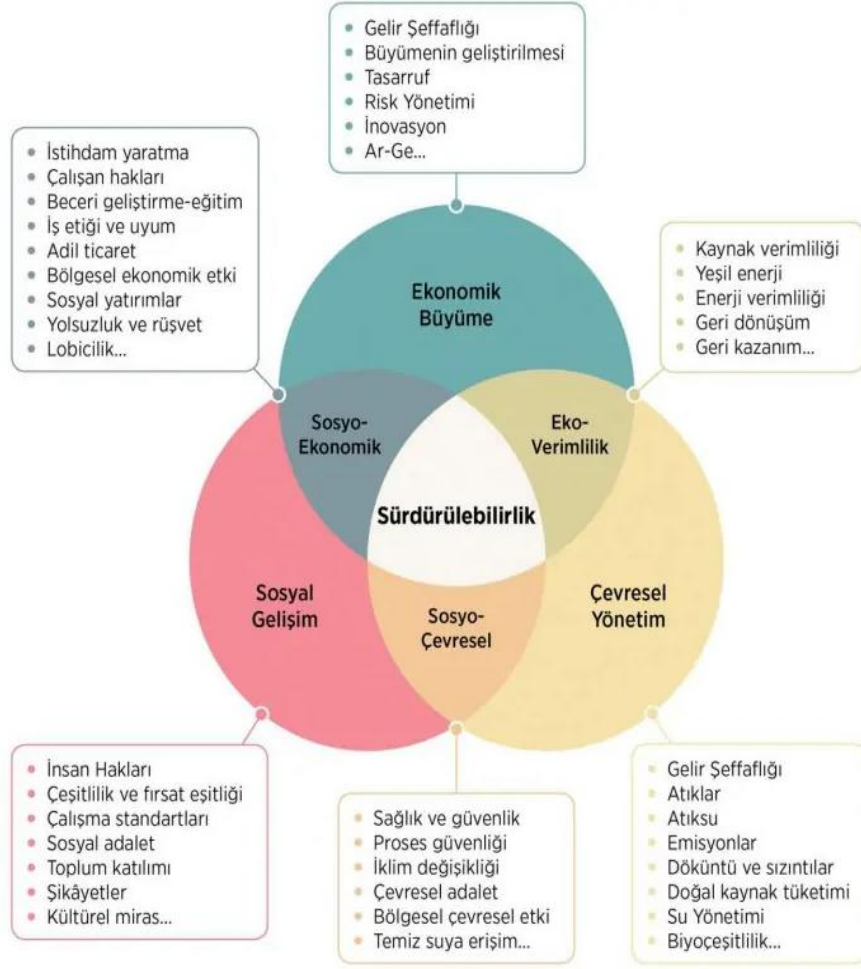 Gelir Şeffaflığı
Büyümenin geliştirilmesi
Tasarruf
Risk Yönetimi
İnovasyon
Ar-Ge...
İstihdam yaratma
Çalışan hakları
Beceri geliştirme-eğitim
İş etiği ve uyum
Adil ticaret
Bölgesel ekonomik etki
Sosyal yatırımlar
Yolsuzluk ve rüşvet
Lobicilik...
Kaynak verimliliği
Yeşil enerji
Enerji verimliliği
Geri dönüşüm
Geri kazanım...
Ekonomik
Büyüme
Sosyo-
Ekonomik
Eko-
Verimlilik
Sürdürülebilirlik
Sosyal
Gelişim
Sosyo-
Çevresel
Çevresel
Yönetim
İnsan Hakları
Çeşitlilik ve fırsat eşitliği
Çalışma standartları
Sosyal adalet
Toplum katılımı
Şikâyetler
Kültürel miras...
Sağlık ve güvenlik
Proses güvenliği
İklim değişikliği
Çevresel adalet
Bölgesel çevresel etki
Temiz suya erişim...
Gelir Şeffaflığı
Atıklar
Atıksu
Emisyonlar
Döküntü ve sızıntılar
Doğal kaynak tüketimi
Su Yönetimi
Biyoçeşitlilik...